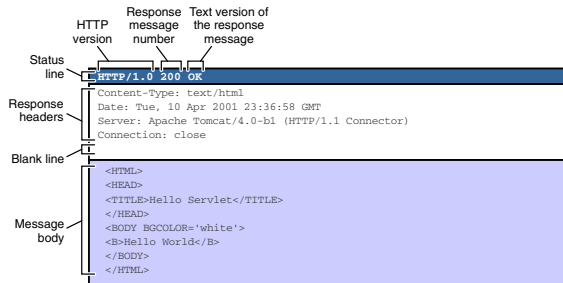 HTTP
version
Response
message
number
Text version of
the response
message
Status
line
HTTP/1.0 200 OK
Response
headers
Content-Type: text/html
Date: Tue, 10 Apr 2001 23:36:58 GMT
Server: Apache Tomcat/4.0-b1 (HTTP/1.1 Connector)
Connection: close
Blank line
Message
body
<HTML>
<HEAD>
<TITLE>Hello Servlet</TITLE>
</HEAD>
<BODY BGCOLOR='white'>
<B>Hello World</B>
</BODY>
</HTML>